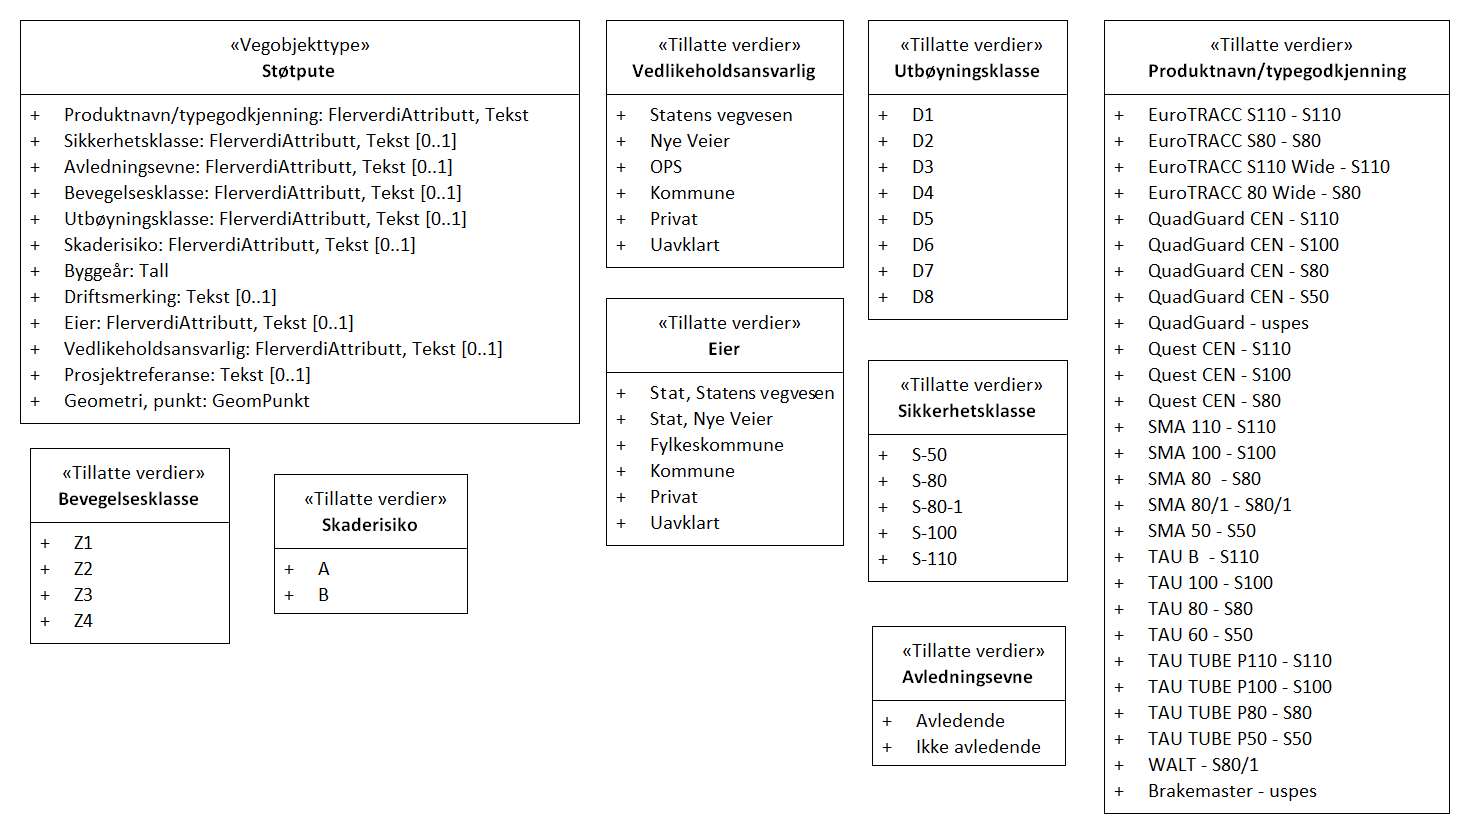 «Vegobjekttype»
Støtpute
+ Produktnavn/typegodkjenning: FlerverdiAttributt, Tekst
+ Sikkerhetsklasse: FlerverdiAttributt, Tekst [0..1]
+ Avledningsevne: FlerverdiAttributt, Tekst [0..1]
+ Bevegelsesklasse: FlerverdiAttributt, Tekst [0..1]
+ Utbøyningsklasse: FlerverdiAttributt, Tekst [0..1]
+ Skaderisiko: FlerverdiAttributt, Tekst [0..1]
+ Byggeår: Tall
+ Driftsmerking: Tekst [0..1]
+ Eier: FlerverdiAttributt, Tekst [0..1]
+ Vedlikeholdsansvarlig: FlerverdiAttributt, Tekst [0..1]
+ Prosjektreferanse: Tekst [0..1]
+ Geometri, punkt: GeomPunkt
«Tillatte verdier»
Bevegelsesklasse
+ Z1
+ Z2
+ Z3
+ Z4
«Tillatte verdier»
Skaderisiko
+ A
+ B
«Tillatte verdier»
Vedlikeholdsansvarlig
+ Statens vegvesen
+ Nye Veier
+ OPS
+ Kommune
+ Privat
+ Uavklart
«Tillatte verdier»
Eier
+ Stat, Statens vegvesen
+ Stat, Nye Veier
+ Fylkeskommune
+ Kommune
+ Privat
+ Uavklart
«Tillatte verdier»
Utbøyningsklasse
+ D1
+ D2
+ D3
+ D4
+ D5
+ D6
+ D7
+ D8
«Tillatte verdier»
Sikkerhetsklasse
+ S-50
+ S-80
+ S-80-1
+ S-100
+ S-110
«Tillatte verdier»
Avledningsevne
+ Avledende
+ Ikke avledende
«Tillatte verdier»
Produktnavn/typegodkjenning
+ EuroTRACC S110 - S110
+ EuroTRACC S80 - S80
+ EuroTRACC S110 Wide - S110
+ EuroTRACC 80 Wide - S80
+ QuadGuard CEN - S110
+ QuadGuard CEN - S100
+ QuadGuard CEN - S80
+ QuadGuard CEN - S50
+ QuadGuard - uspes
+ Quest CEN - S110
+ Quest CEN - S100
+ Quest CEN - S80
+ SMA 110 - S110
+ SMA 100 - S100
+ SMA 80  - S80
+ SMA 80/1 - S80/1
+ SMA 50 - S50
+ TAU B  - S110
+ TAU 100 - S100
+ TAU 80 - S80
+ TAU 60 - S50
+ TAU TUBE P110 - S110
+ TAU TUBE P100 - S100
+ TAU TUBE P80 - S80
+ TAU TUBE P50 - S50
+ WALT - S80/1
+ Brakemaster - uspes